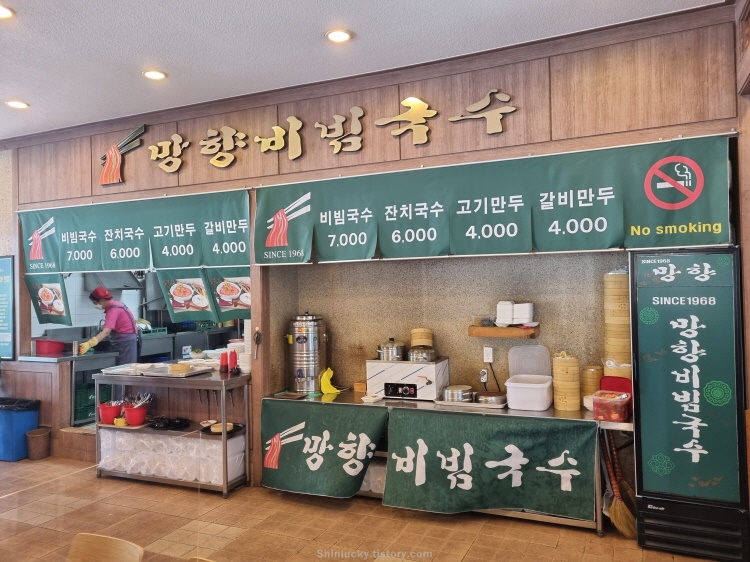 망향비빔국수
비빔국수 잔치국수 고기만두 갈비만두
7.000 6.000 4.000 4.000
SINCE 1968
비빔국수 잔치국수 고기만두 갈비만두
7.000 6.000 4.000 4.000
SINCE 1968
No smoking
SINCE 1968
망향
SINCE1968
망향비빔국수
망향비빔국수
Shinlucky.tistory.com